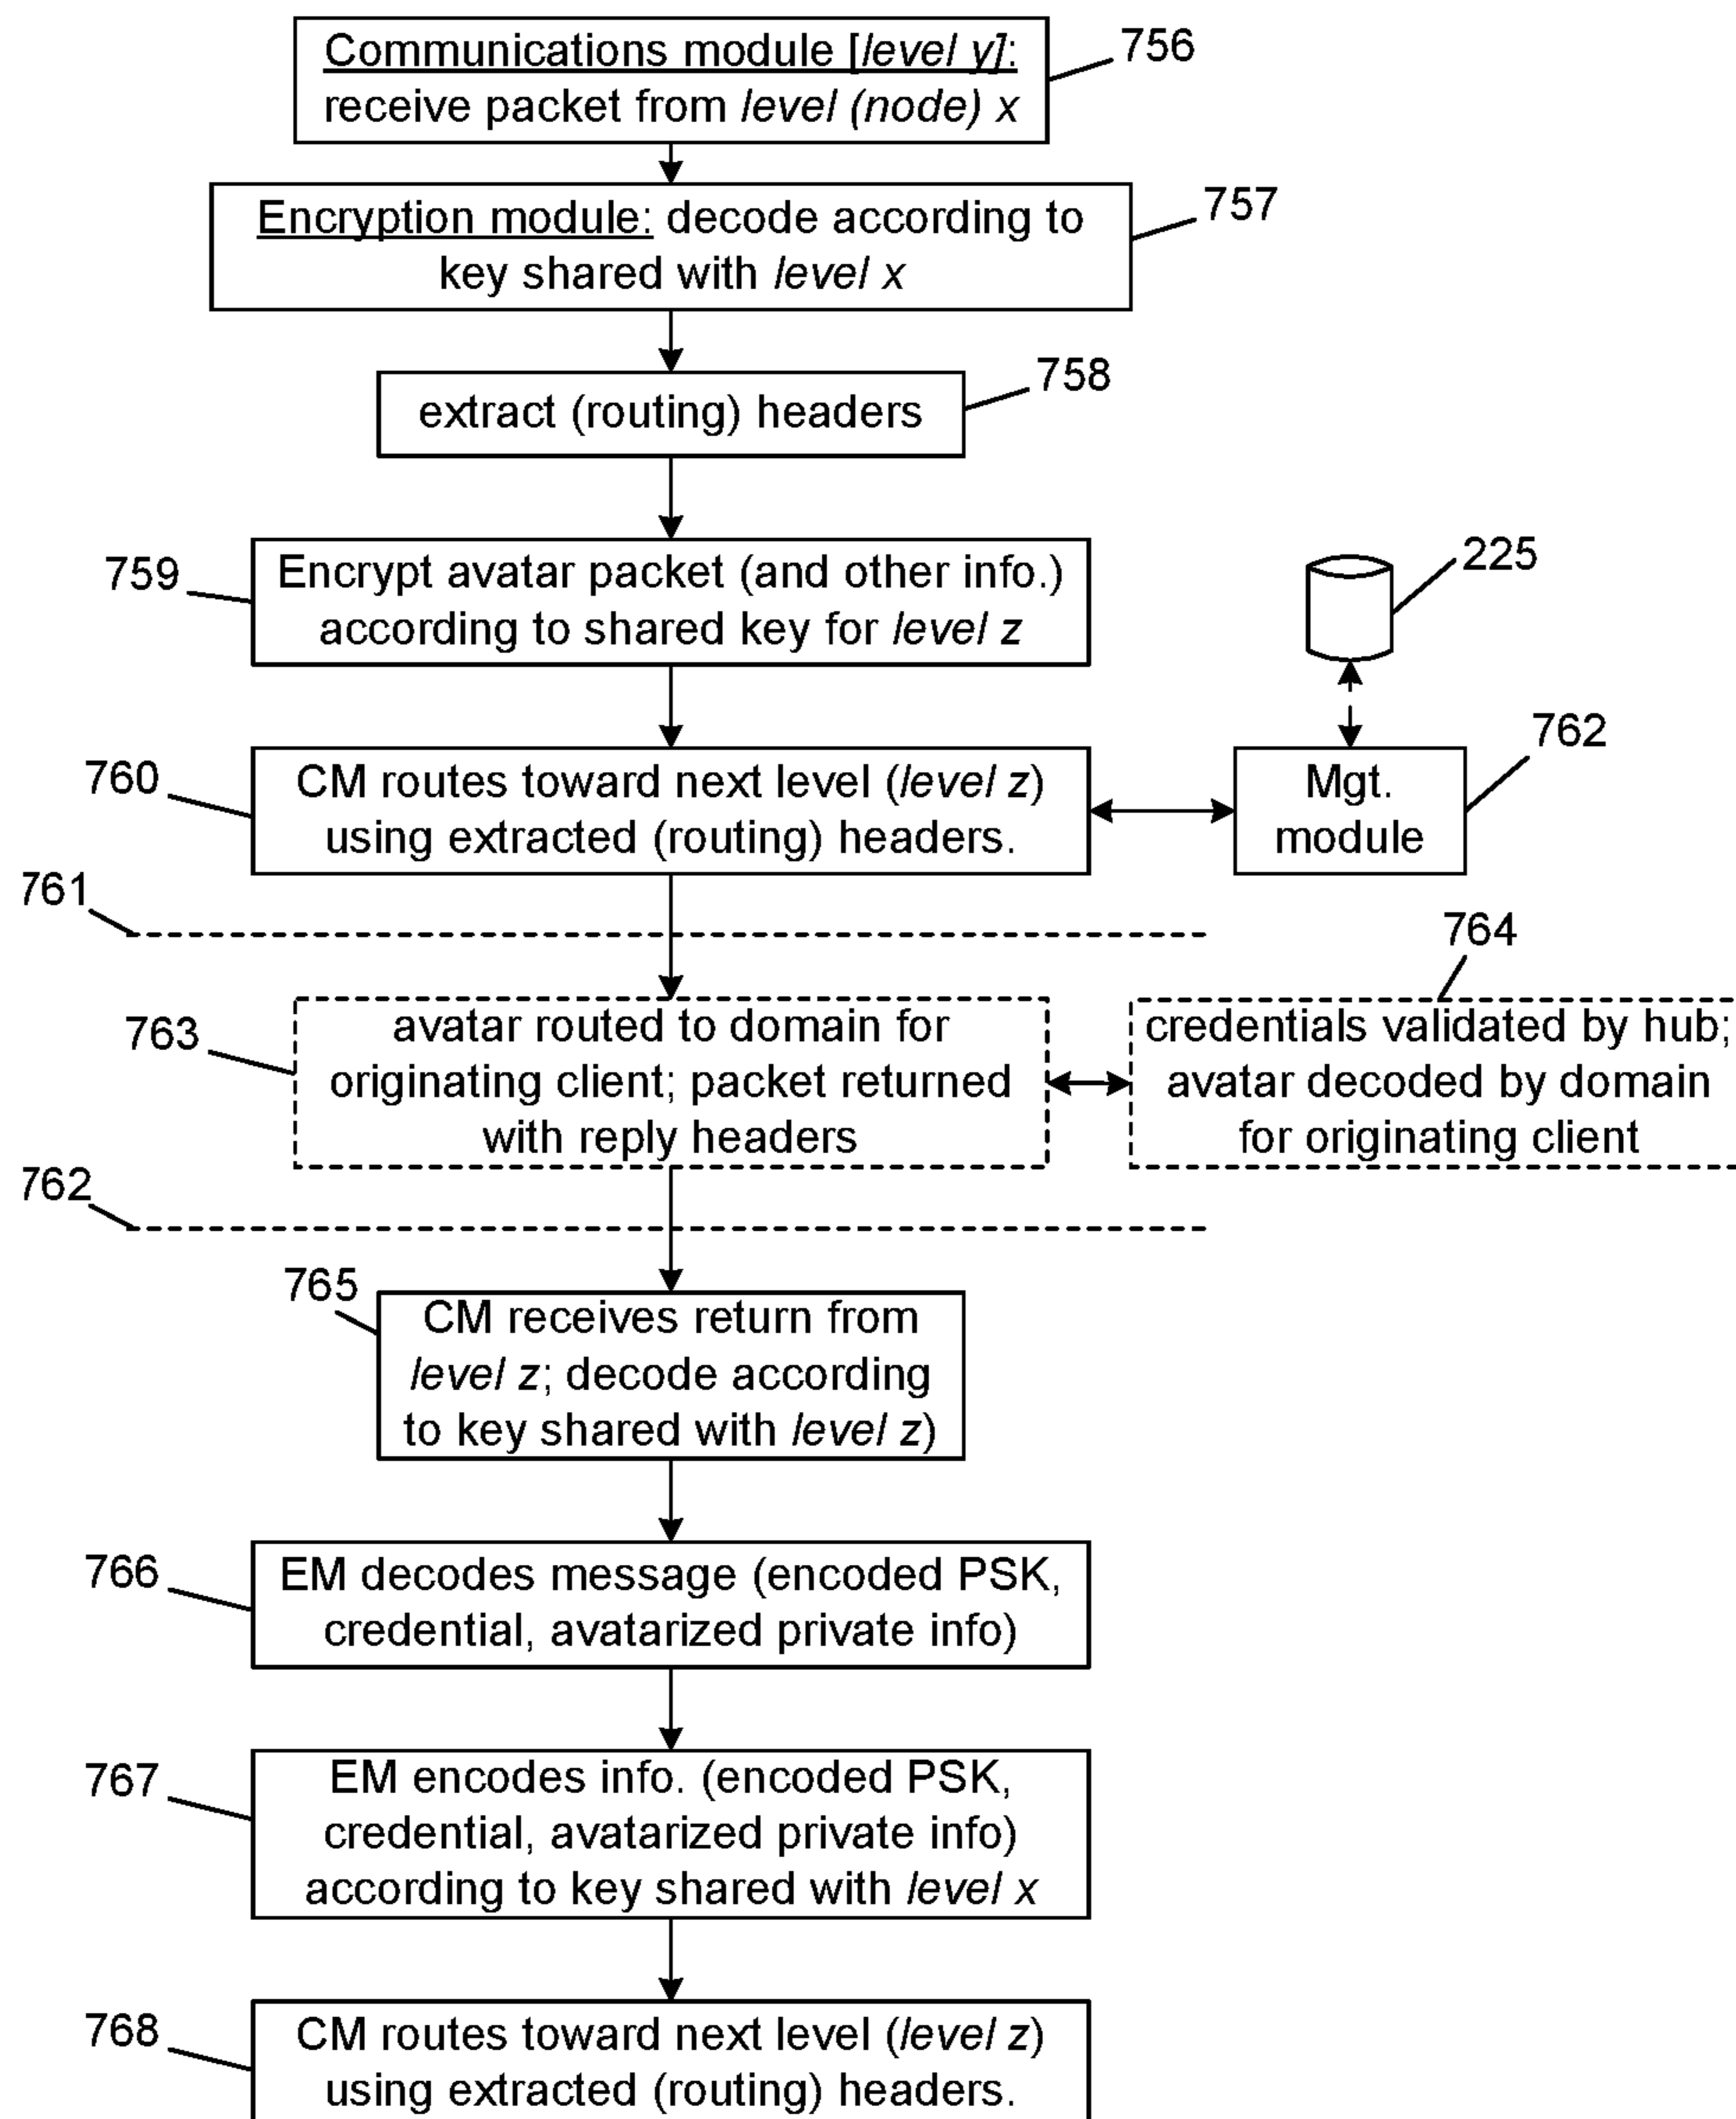 Communications module [level y]:
receive packet from level (node) x
756
Encryption module: decode according to
key shared with level x
757
extract (routing) headers
758
759
Encrypt avatar packet (and other info.)
according to shared key for level z
225
760
CM routes toward next level (level z)
using extracted (routing) headers.
Mgt.
module
762
761
763
avatar routed to domain for
originating client; packet returned
with reply headers
764
credentials validated by hub;
avatar decoded by domain
for originating client
762
765
CM receives return from
level z; decode according
to key shared with level z)
766
EM decodes message (encoded PSK,
credential, avatarized private info)
767
EM encodes info. (encoded PSK,
credential, avatarized private info)
according to key shared with level x
768
CM routes toward next level (level z)
using extracted (routing) headers.